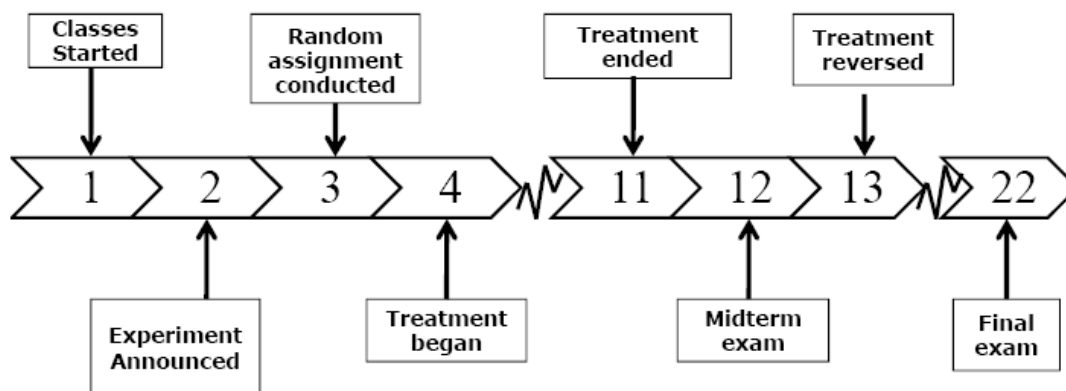 Classes
Started
Random
assignment
conducted
Treatment
ended
Treatment
reversed
1
2
3
4
11
12
13
22
Experiment
Announced
Treatment
began
Midterm
exam
Final
exam